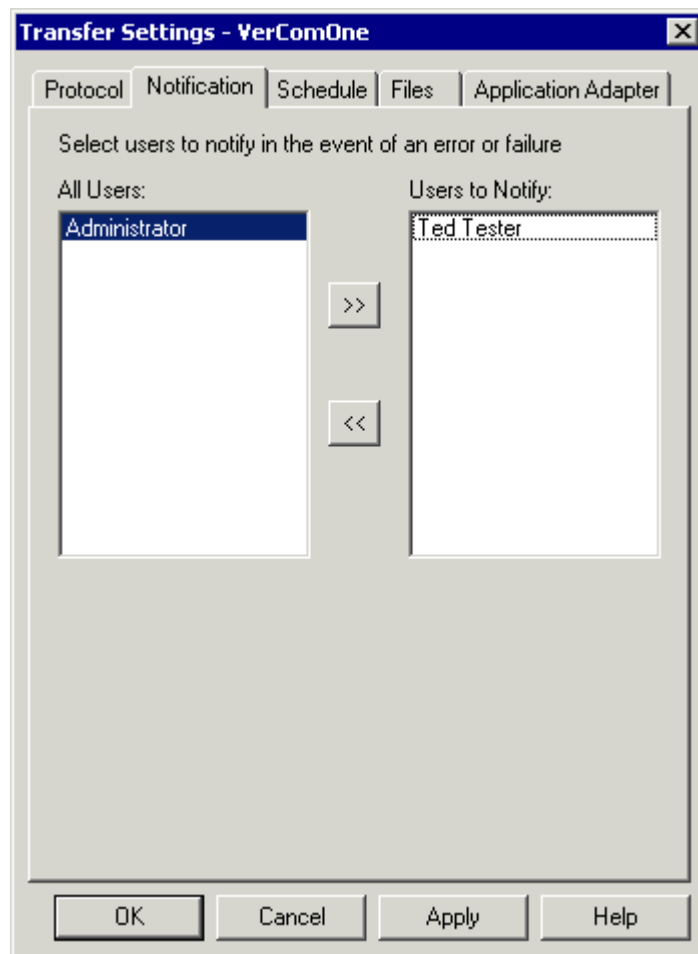 Transfer Settings - VerComOne
Protocol Notification Schedule Files Application Adapter
Select users to notify in the event of an error or failure
All Users: Users to Notify:
Administrator Ted Tester
>>
<<
OK Cancel Apply Help